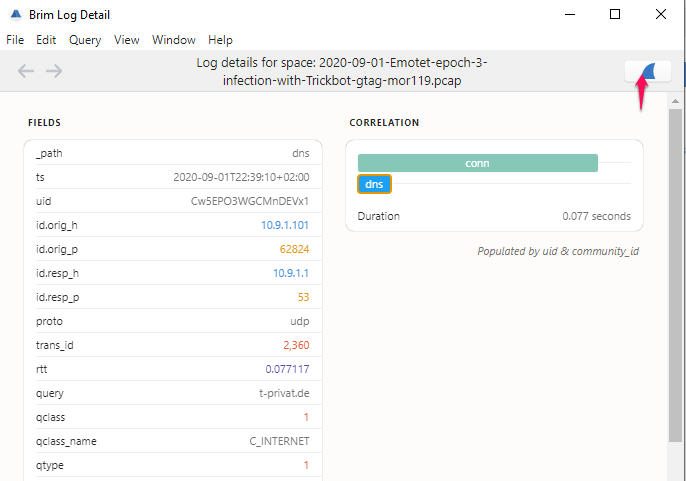 Brim Log Detail
File Edit Query View Window Help
Log details for space: 2020-09-01-Emotet-epoch-3-
infection-with-Trickbot-gtag-mor119.pcap
FIELDS
_path dns
ts 2020-09-01T22:39:10+02:00
uid Cw5EPO3WGCMnDEVx1
id.orig_h 10.9.1.101
id.orig_p 62824
id.resp_h 10.9.1.1
id.resp_p 53
proto udp
trans_id 2,360
rtt 0.077117
query t-privat.de
qclass 1
qclass_name C_INTERNET
qtype 1
CORRELATION
conn
dns
Duration 0.077 seconds
Populated by uid & community_id